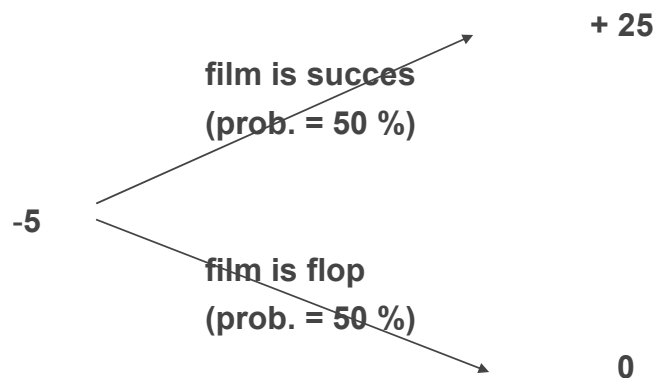 + 25
film is succes
(prob. = 50 %)
-5
film is flop
(prob. = 50 %)
0